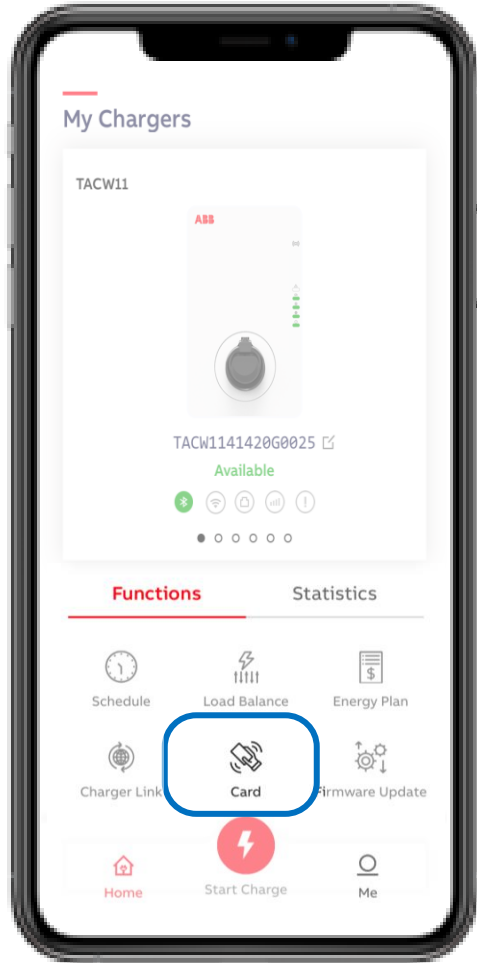 My Chargers
TACW11
ABB
TACW1141420G0025
Available
Functions Statistics
Schedule Load Balance Energy Plan
Charger Link Card Firmware Update
Home Start Charge Me